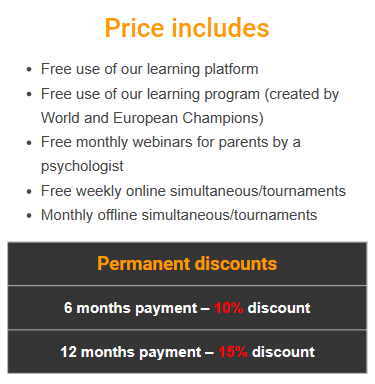 Price includes
• Free use of our learning platform
• Free use of our learning program (created by
World and European Champions)
• Free monthly webinars for parents by a
psychologist
• Free weekly online simultaneous/tournaments
• Monthly offline simultaneous/tournaments
Permanent discounts
6 months payment – 10% discount
12 months payment – 15% discount